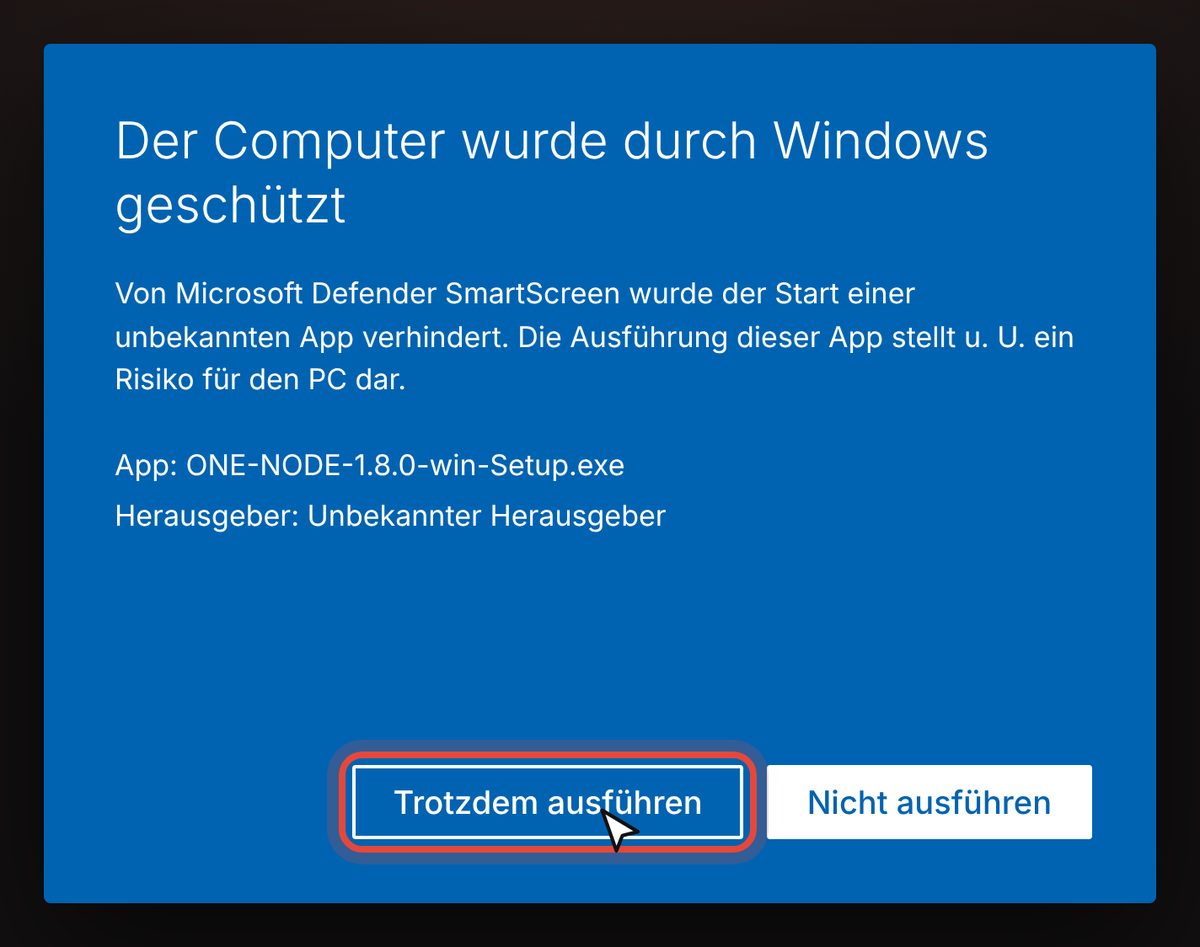 Der Computer wurde durch Windows
geschützt
Von Microsoft Defender SmartScreen wurde der Start einer
unbekannten App verhindert. Die Ausführung dieser App stellt u. U. ein
Risiko für den PC dar.
App: ONE-NODE-1.8.0-win-Setup.exe
Herausgeber: Unbekannter Herausgeber
Trotzdem ausführen
Nicht ausführen